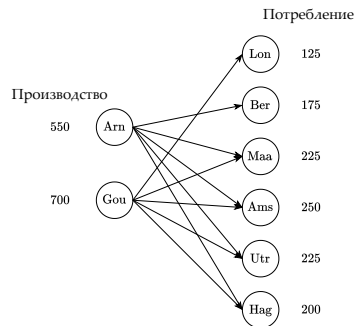 Потребление
Lon 125
Ber 175
Производство
550 Arn
Maa 225
700 Gou
Ams 250
Utr 225
Hag 200